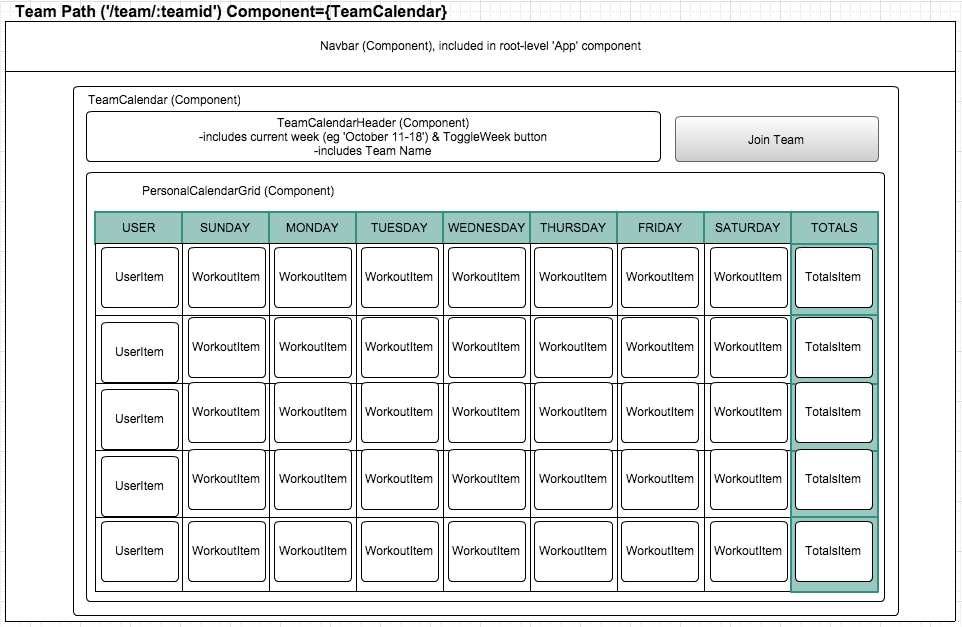 Team Path ('/team/:teamid') Component={TeamCalendar}
Navbar (Component), included in root-level 'App' component
TeamCalendar (Component)
TeamCalendarHeader (Component)
-includes current week (eg 'October 11-18') & ToggleWeek button
-includes Team Name
Join Team
PersonalCalendarGrid (Component)
USER SUNDAY MONDAY TUESDAY WEDNESDAY THURSDAY FRIDAY SATURDAY TOTALS
UserItem WorkoutItem WorkoutItem WorkoutItem WorkoutItem WorkoutItem WorkoutItem WorkoutItem TotalsItem
UserItem WorkoutItem WorkoutItem WorkoutItem WorkoutItem WorkoutItem WorkoutItem WorkoutItem TotalsItem
UserItem WorkoutItem WorkoutItem WorkoutItem WorkoutItem WorkoutItem WorkoutItem WorkoutItem TotalsItem
UserItem WorkoutItem WorkoutItem WorkoutItem WorkoutItem WorkoutItem WorkoutItem WorkoutItem TotalsItem
UserItem WorkoutItem WorkoutItem WorkoutItem WorkoutItem WorkoutItem WorkoutItem WorkoutItem TotalsItem